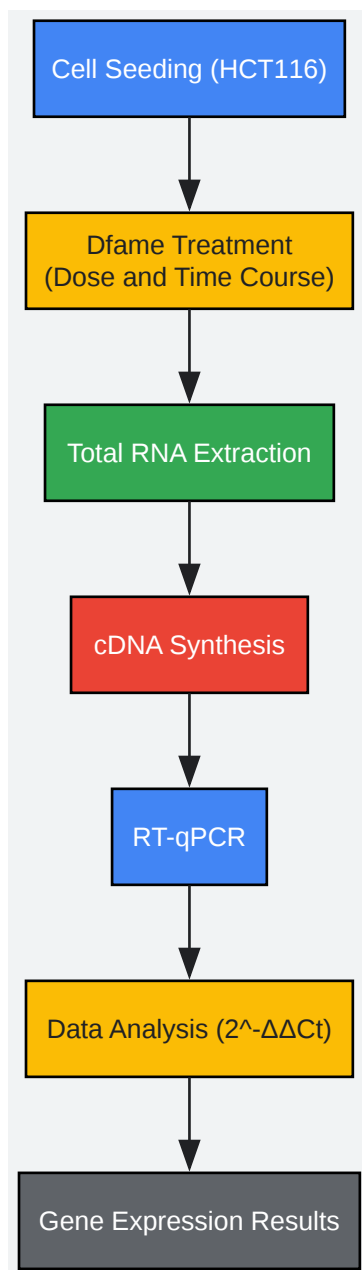 Cell Seeding (HCT116)
Dfame Treatment
(Dose and Time Course)
Total RNA Extraction
cDNA Synthesis
RT-qPCR
Data Analysis (2^-ΔΔCt)
Gene Expression Results